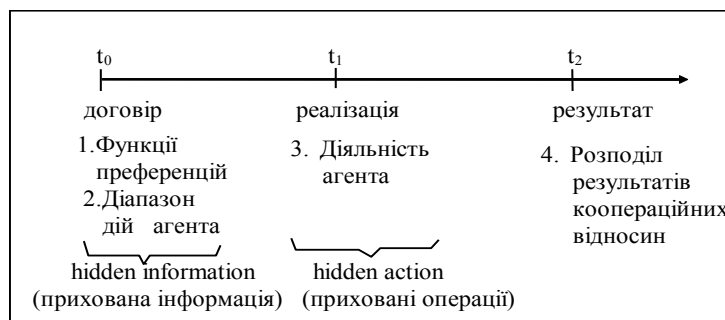 t0 t1 t2
договір реалізація результат
1.Функції
преференцій
2.Діапазон
дій агента
3. Діяльність
агента
4. Розподіл
результатів
коопераційних
відносин
hidden information
(прихована інформація)
hidden action
(приховані операції)